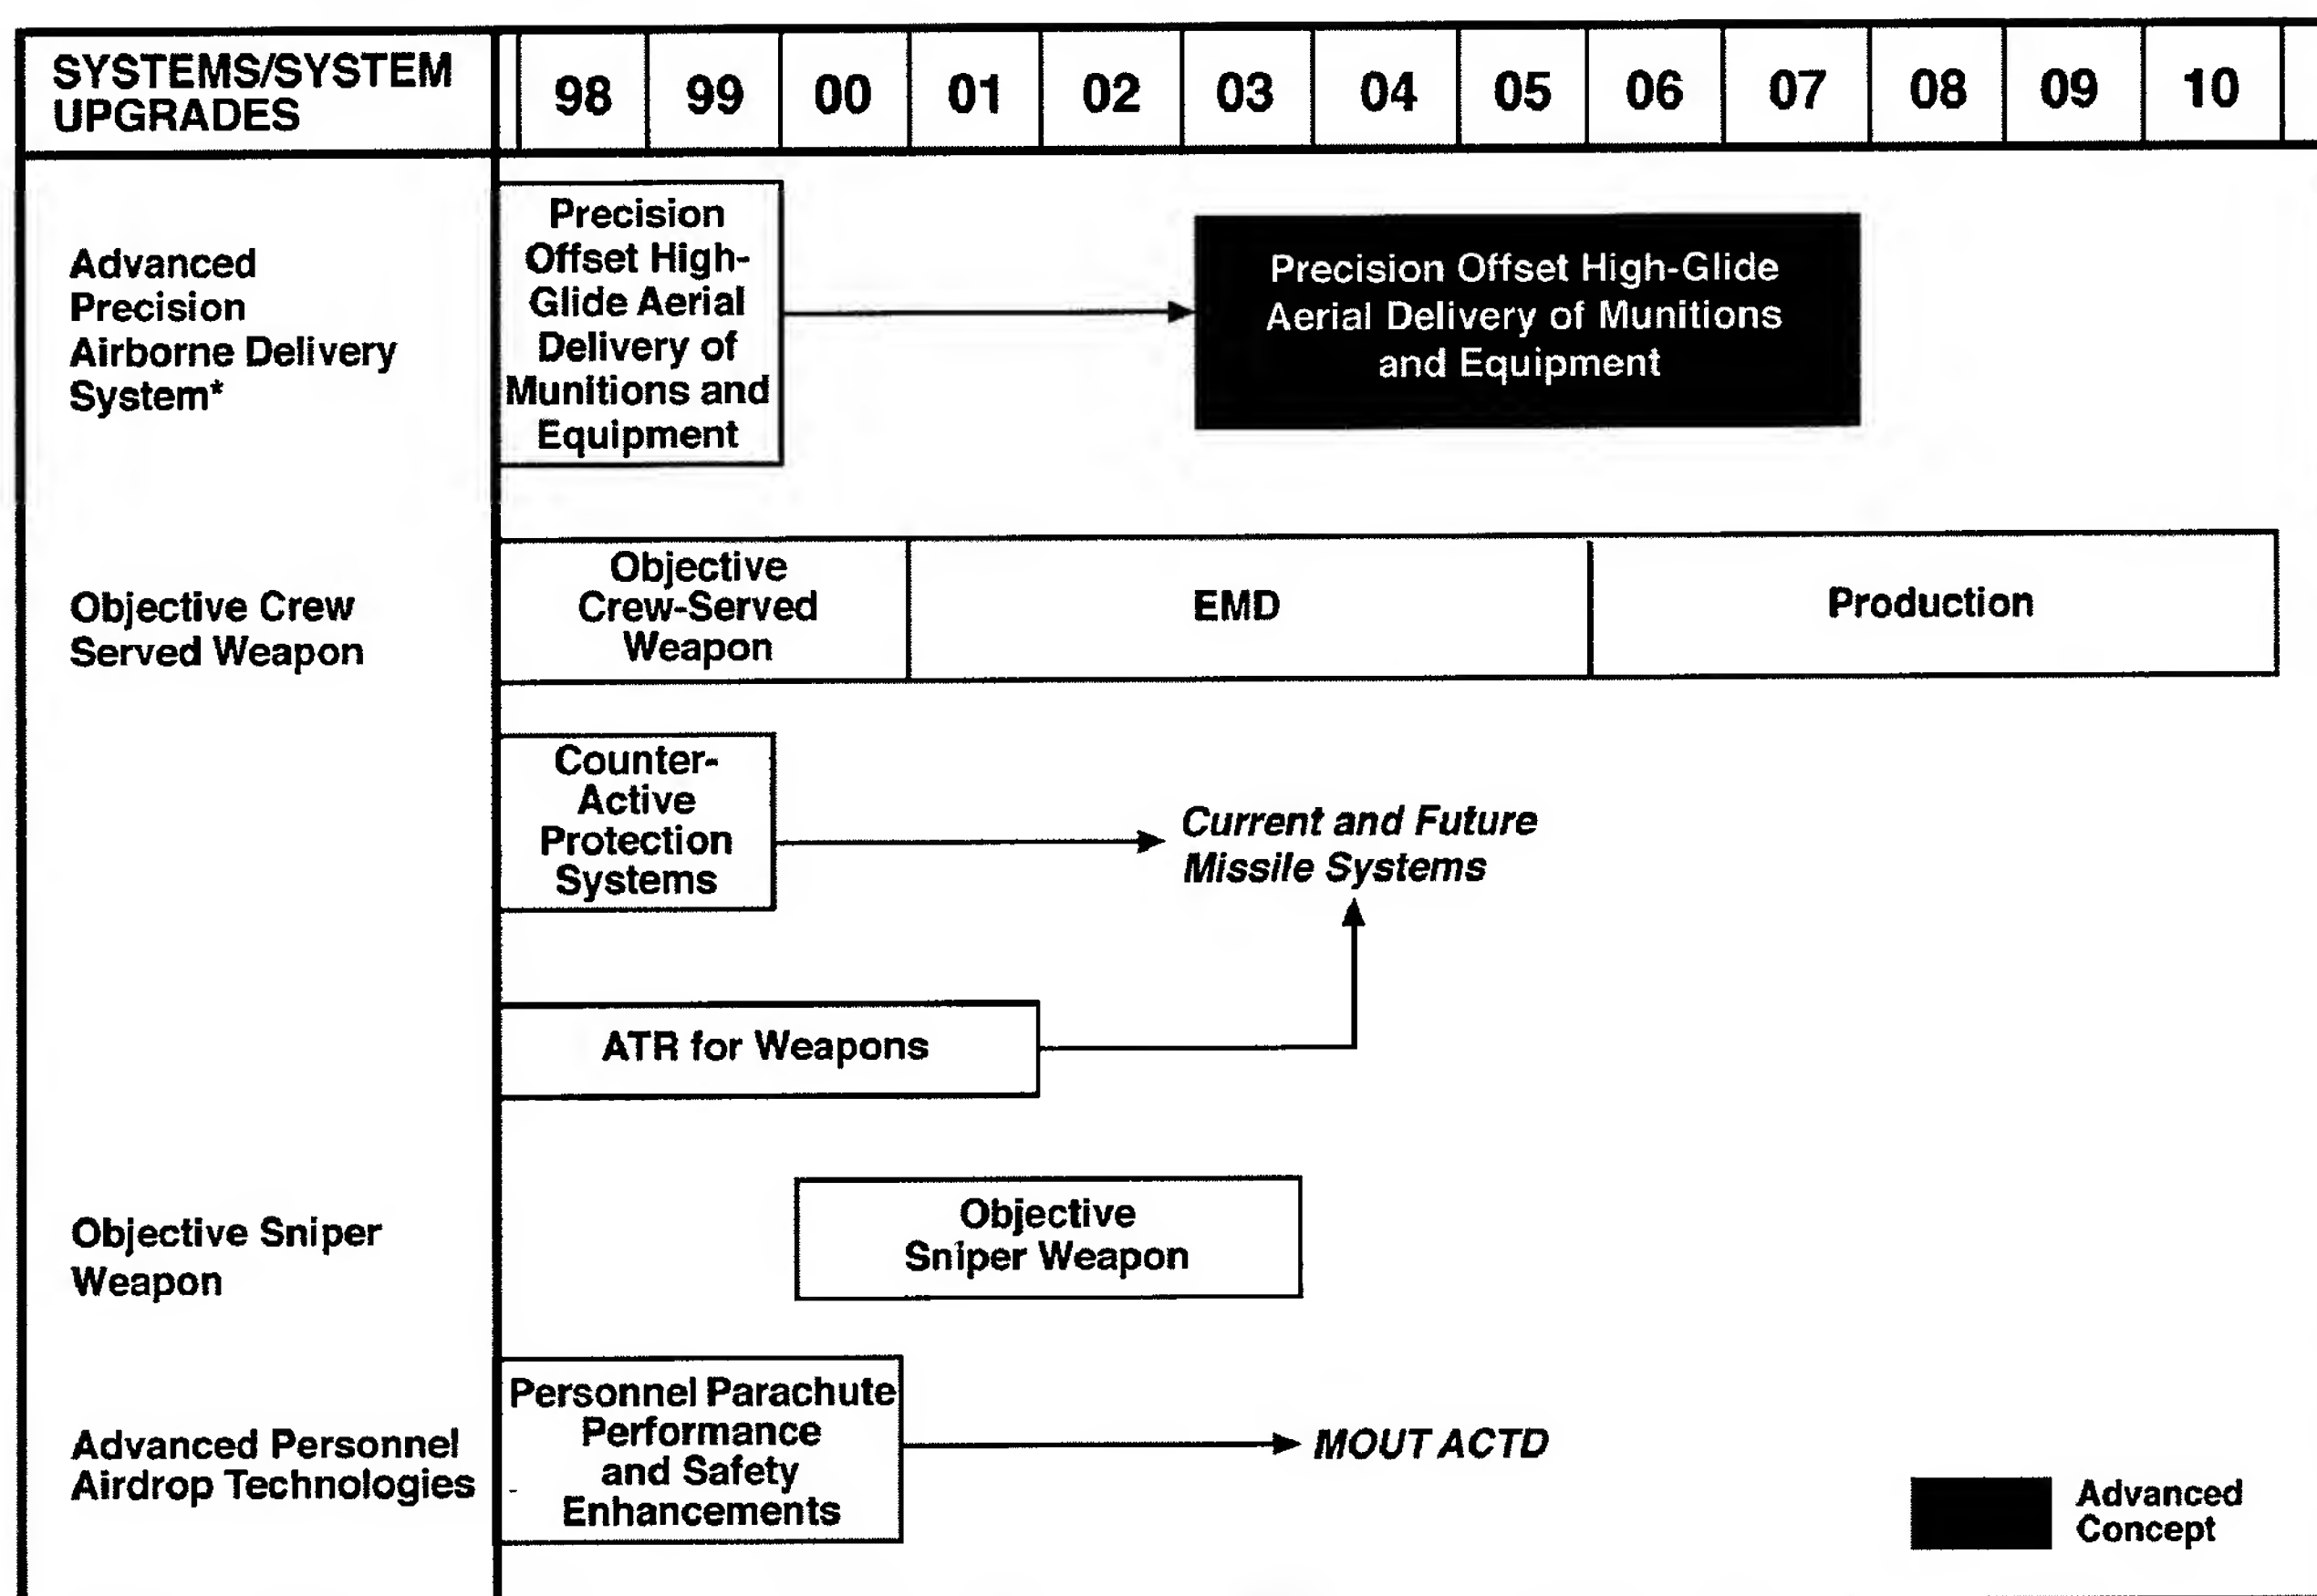 SYSTEMS/SYSTEM
UPGRADES
98 99 00 01 02 03 04 05 06 07 08 09 10
Advanced
Precision
Airborne Delivery
System*
Precision
Offset High-
Glide Aerial
Delivery of
Munitions and
Equipment
Precision Offset High-Glide
Aerial Delivery of Munitions
and Equipment
Objective Crew
Served Weapon
Objective
Crew-Served
Weapon
EMD
Production
Counter-
Active
Protection
Systems
Current and Future
Missile Systems
ATR for Weapons
Objective Sniper
Weapon
Objective
Sniper Weapon
Advanced Personnel
Airdrop Technologies
Personnel Parachute
Performance
and Safety
Enhancements
MOUT ACTD
Advanced
Concept